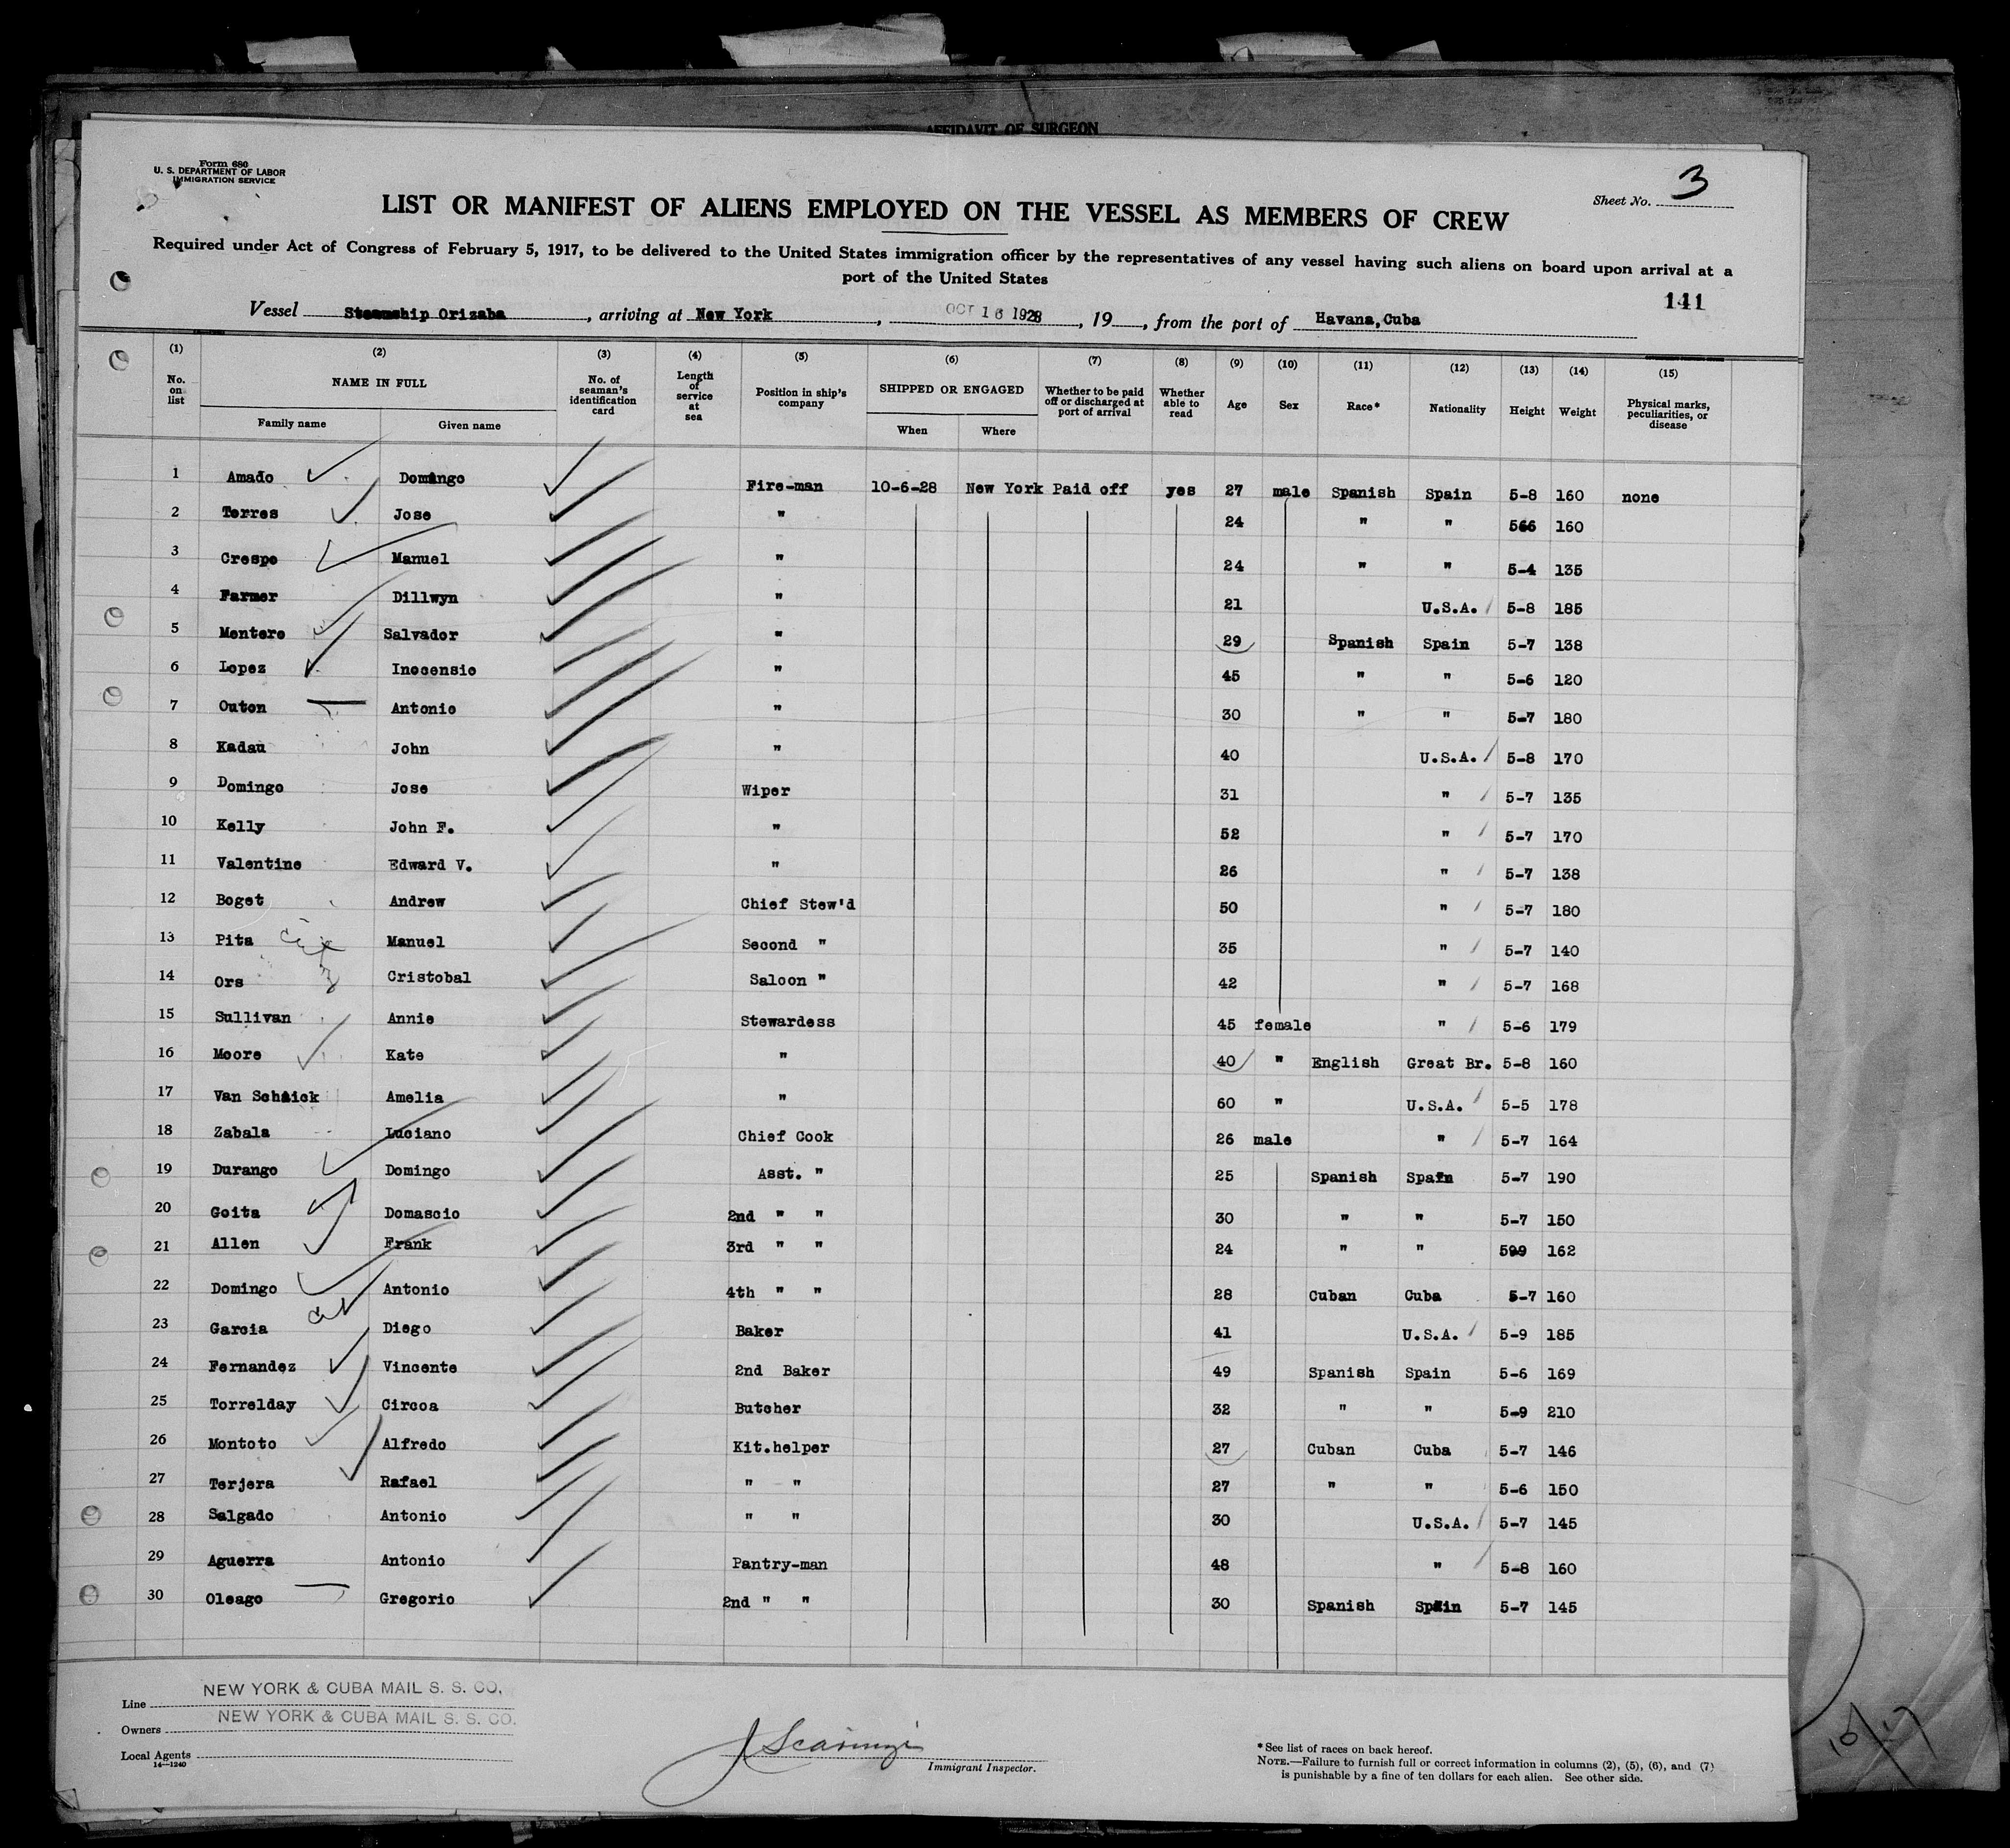 AFFIDAVIT OF SURGEON
Form 680
U. S. DEPARTMENT OF LABOR
IMMIGRATION SERVICE
Sheet No. 3
LIST OR MANIFEST OF ALIENS EMPLOYED ON THE VESSEL AS MEMBERS OF CREW
Required under Act of Congress of February 5, 1917, to be delivered to the United States immigration officer by the representatives of any vessel having such aliens on board upon arrival at a
port of the United States
141
Vessel Steamship Orizaba, arriving at New York, OCT 16 1928, 19, from the port of Havana, Cuba
(1) (2) (3) (4) (5) (6) (7) (8) (9) (10) (11) (12) (13) (14) (15)
No. on list NAME IN FULL Family name Given name No. of seaman's identification card Length of service at sea Position in ship's company SHIPPED OR ENGAGED When Where Whether to be paid off or discharged at port of arrival Whether able to read Age Sex Race* Nationality Height Weight Physical marks, peculiarities, or disease
1 Amado Domingo Fire-man 10-6-28 New York Paid off yes 27 male Spanish Spain 5-8 160 none
2 Torres Jose " 24 " " 566 160
3 Crespo Manuel " 24 " " 5-4 135
4 Farmer Dillwyn " 21 U.S.A. 5-8 185
5 Montero Salvador " 29 Spanish Spain 5-7 138
6 Lopez Inocensio " 45 " " 5-6 120
7 Outon Antonio " 30 " " 5-7 180
8 Kadau John " 40 U.S.A. 5-8 170
9 Domingo Jose Wiper 31 " 5-7 135
10 Kelly John F. " 52 " 5-7 170
11 Valentine Edward V. " 26 " 5-7 138
12 Boget Andrew Chief Stew'd 50 " 5-7 180
13 Pita Manuel Second " 35 " 5-7 140
14 Ors Cristobal Saloon " 42 " 5-7 168
15 Sullivan Annie Stewardess 45 female " 5-6 179
16 Moore Kate " 40 " English Great Br. 5-8 160
17 Van Schaick Amelia " 60 " U.S.A. 5-5 178
18 Zabala Luciano Chief Cook 26 male " 5-7 164
19 Durango Domingo Asst. " 25 Spanish Spain 5-7 190
20 Goita Domascio 2nd " " 30 " " 5-7 150
21 Allen Frank 3rd " " 24 " " 599 162
22 Domingo Antonio 4th " " 28 Cuban Cuba 5-7 160
23 Garcia Diego Baker 41 U.S.A. 5-9 185
24 Fernandez Vincente 2nd Baker 49 Spanish Spain 5-6 169
25 Torrelday Circoa Butcher 32 " " 5-9 210
26 Montoto Alfredo Kit.helper 27 Cuban Cuba 5-7 146
27 Terjera Rafael " " 27 " " 5-6 150
28 Salgado Antonio " " 30 U.S.A. 5-7 145
29 Aguerra Antonio Pantry-man 48 " 5-8 160
30 Oleago Gregorio 2nd " " 30 Spanish Spain 5-7 145
Line NEW YORK & CUBA MAIL S. S. CO.
Owners NEW YORK & CUBA MAIL S. S. CO.
Local Agents
14—1240
Immigrant Inspector.
*See list of races on back hereof.
NOTE.—Failure to furnish full or correct information in columns (2), (5), (6), and (7)
is punishable by a fine of ten dollars for each alien. See other side.
10/17